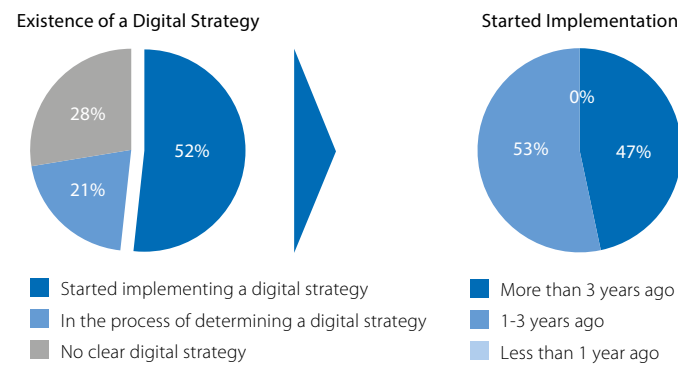 Existence of a Digital Strategy
28%
52%
21%
Started implementing a digital strategy
In the process of determining a digital strategy
No clear digital strategy
Started Implementation
0%
53%
47%
More than 3 years ago
1-3 years ago
Less than 1 year ago